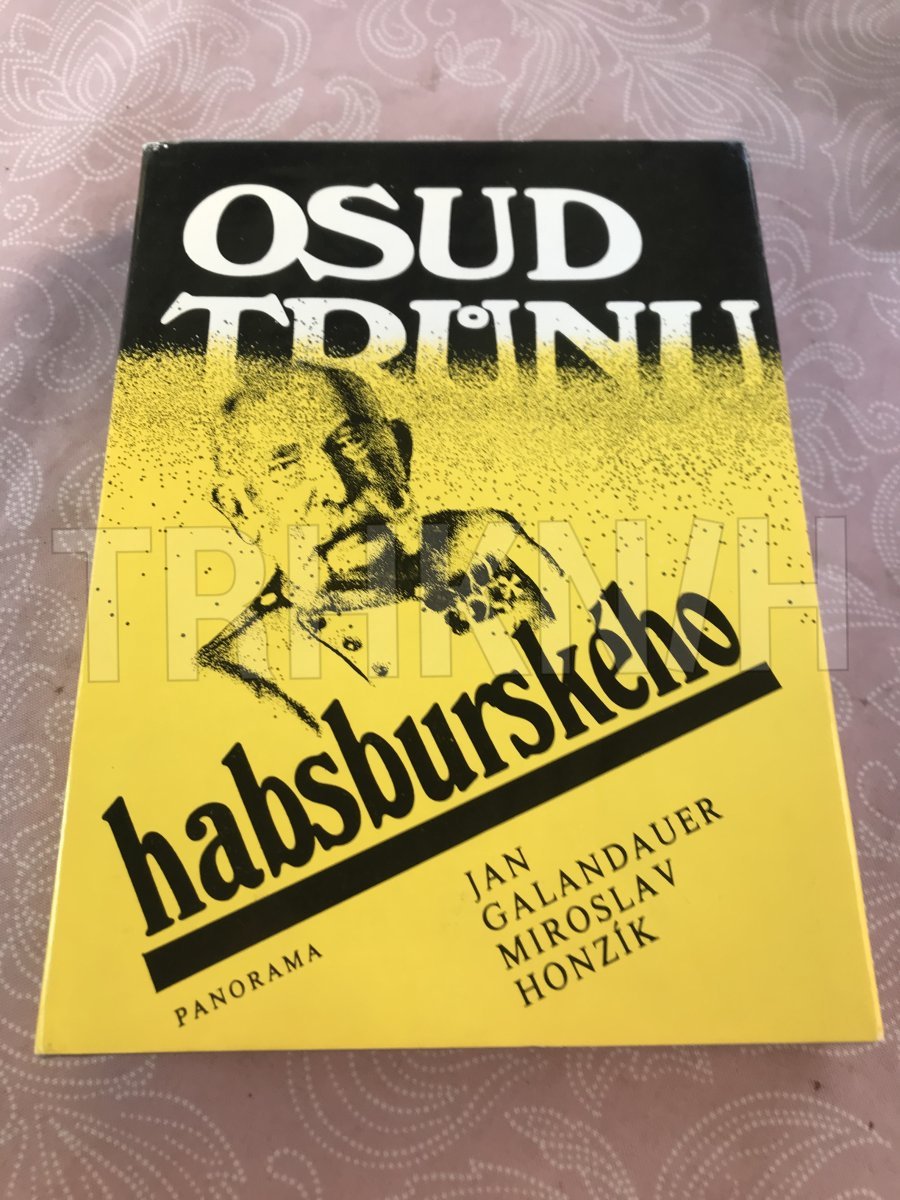 OSUD
TRŮNU
habsburského
JAN
GALANDAUER
MIROSLAV
HONZÍK
PANORAMA
TRHKNIH